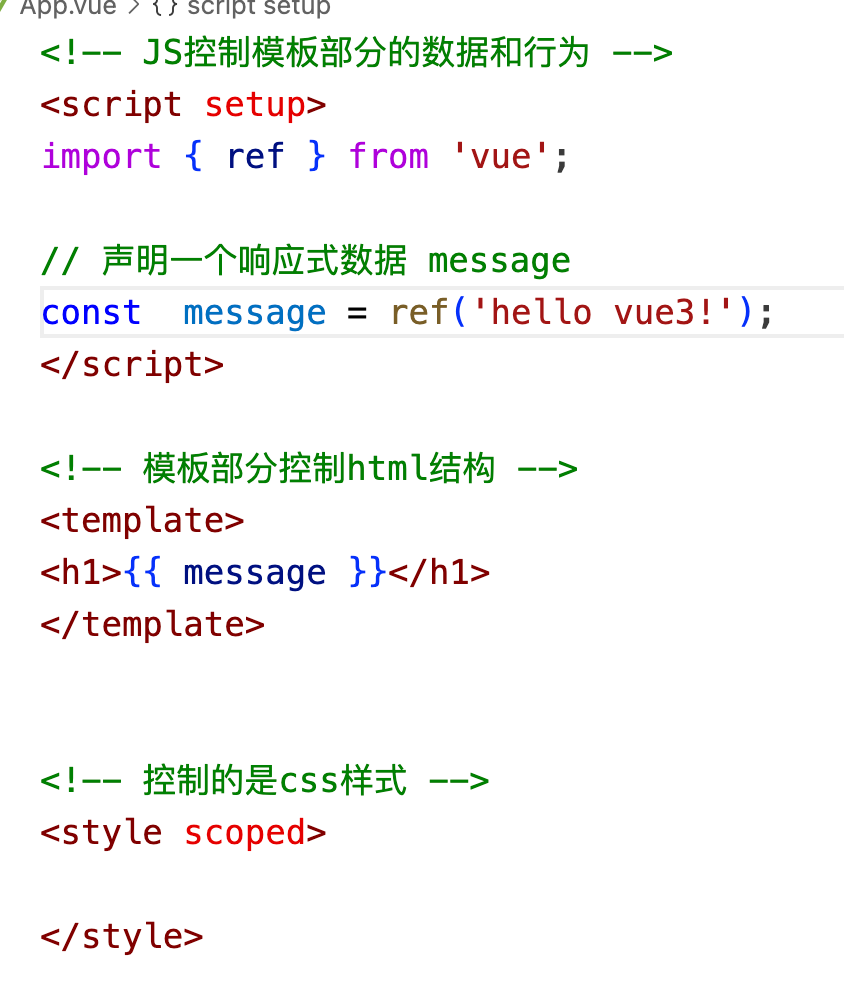 App.vue > {} script setup
<!-- JS控制模板部分的数据和行为 -->
<script setup>
import { ref } from 'vue';
// 声明一个响应式数据 message
const  message = ref('hello vue3!');
</script>
<!-- 模板部分控制html结构 -->
<template>
<h1>{{ message }}</h1>
</template>
<!-- 控制的是css样式 -->
<style scoped>
</style>